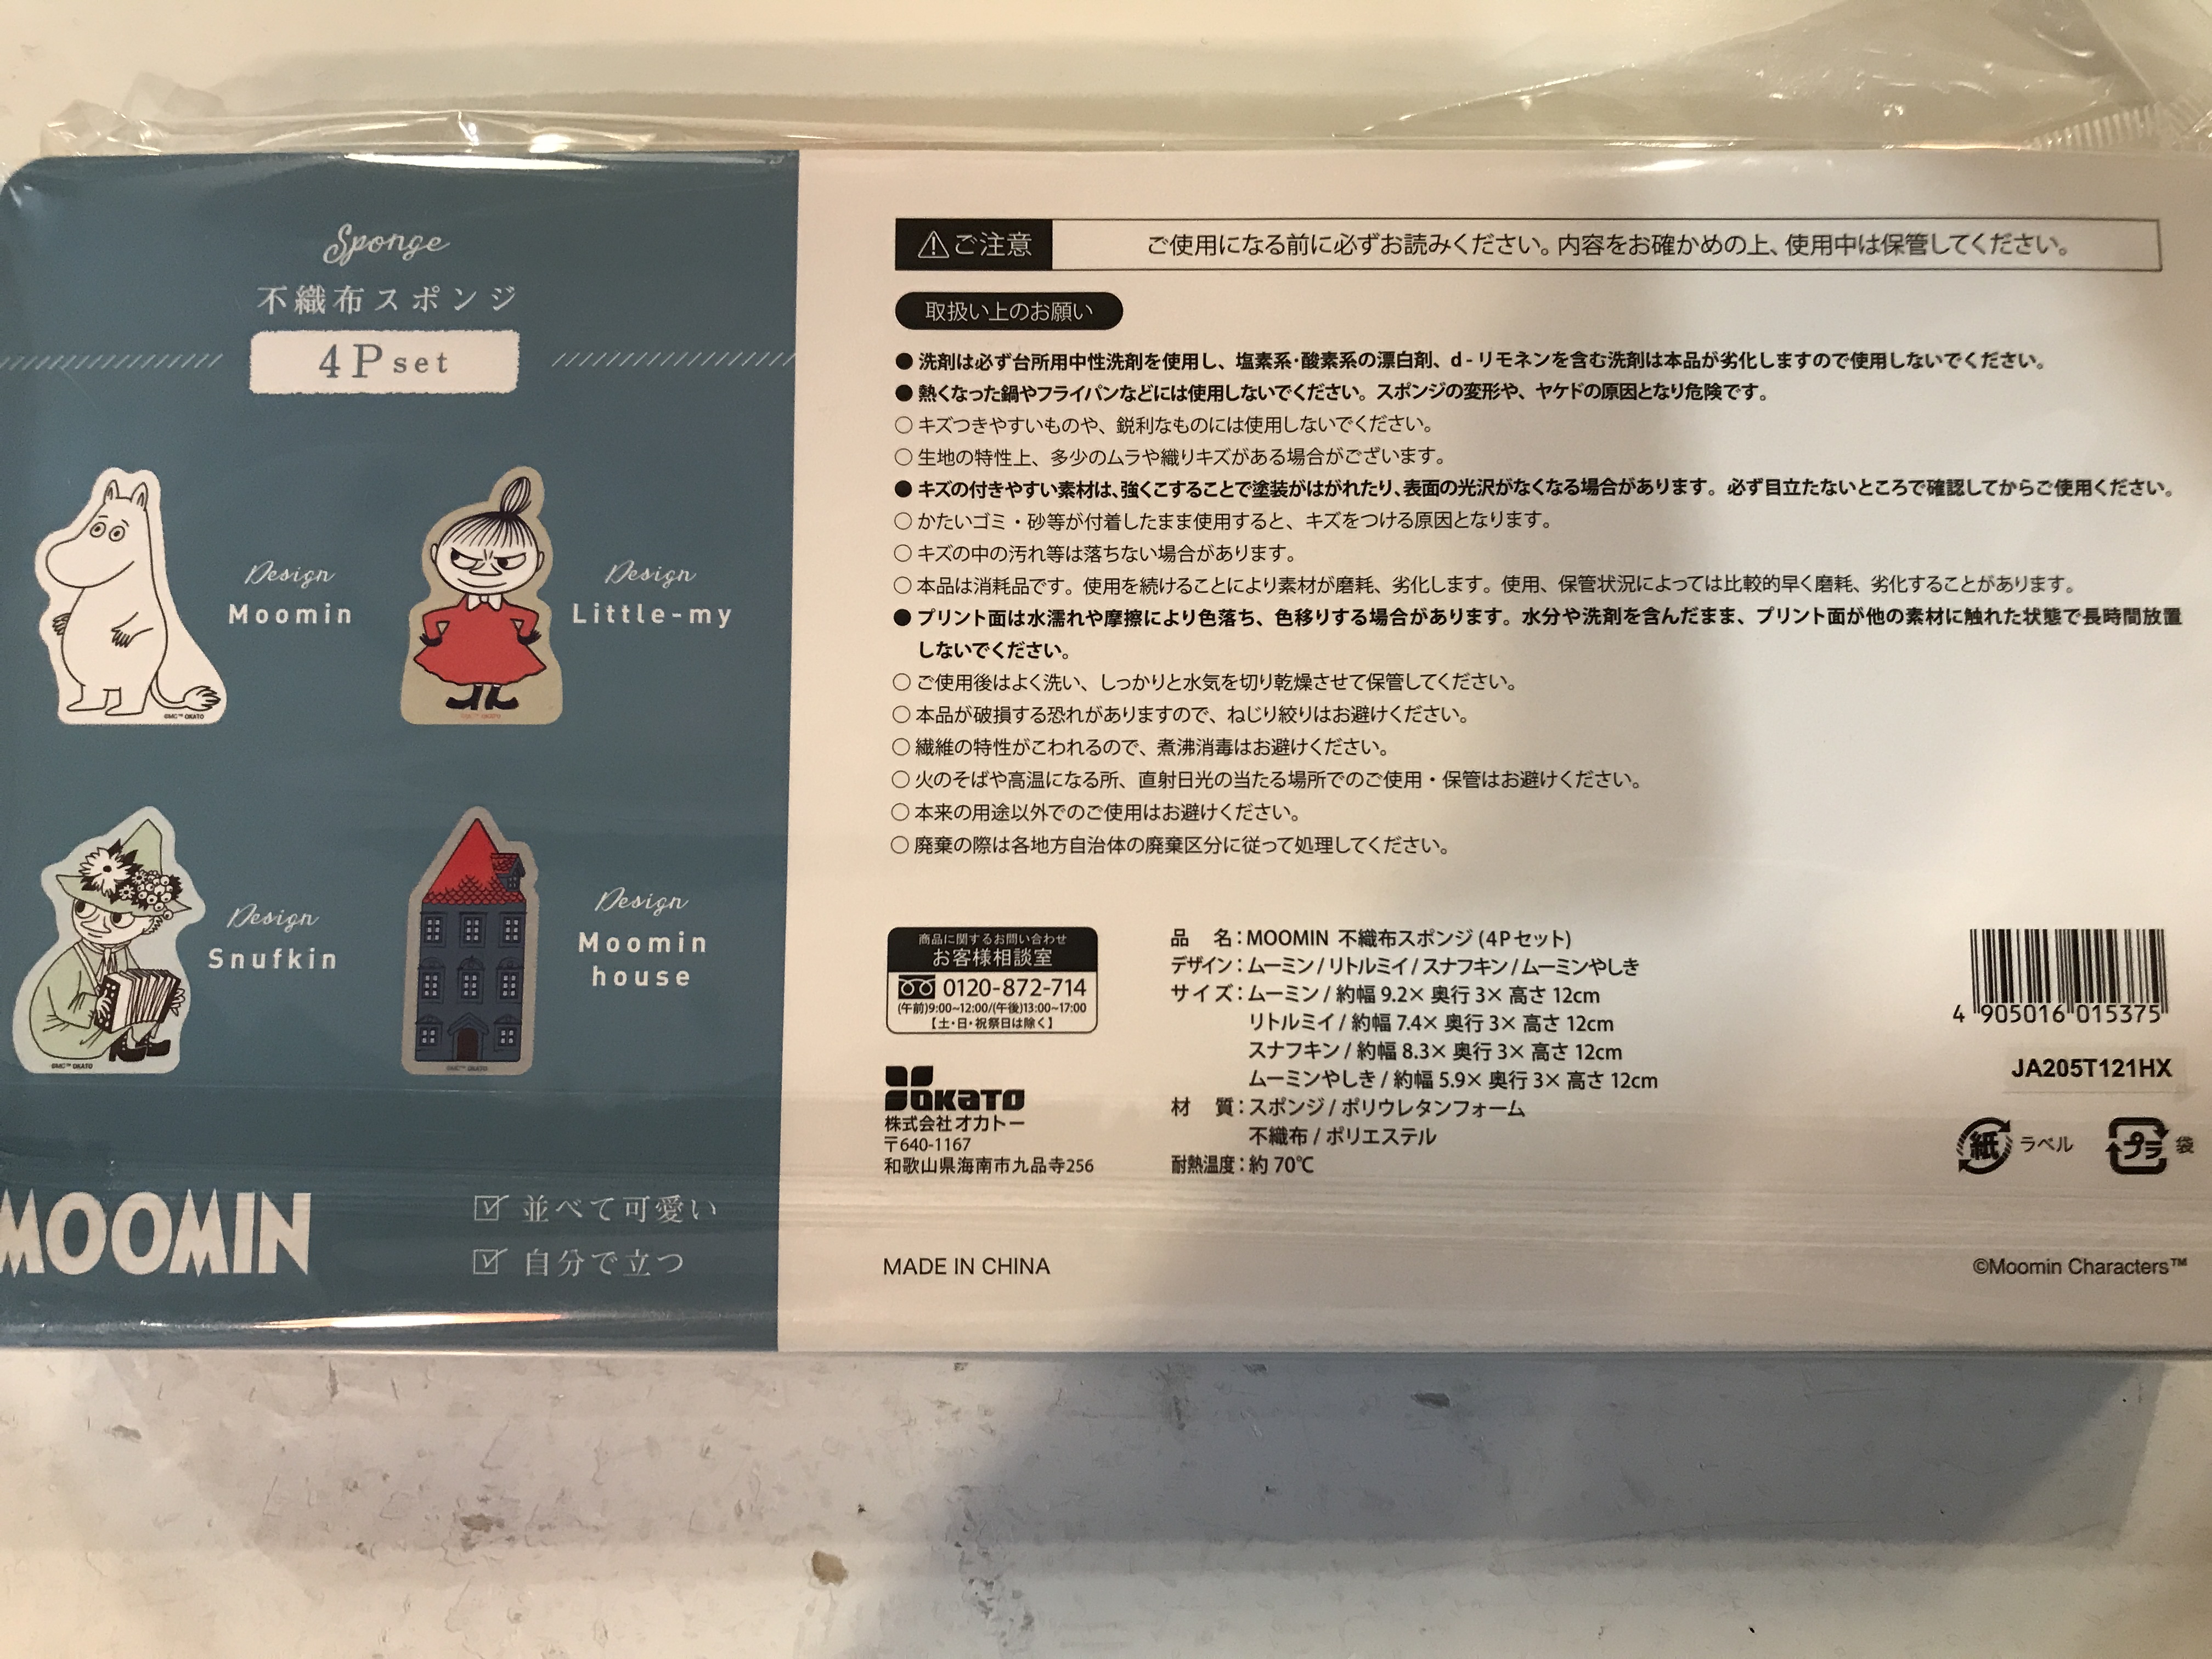 Sponge
不織布スポンジ
4P set
Design
Moomin
Design
Little-my
Design
Snufkin
Design
Moomin
house
©MC™ OKATO
©MC™ OKATO
MOOMIN
並べて可愛い
自分で立つ
ご注意
ご使用になる前に必ずお読みください。内容をお確かめの上、使用中は保管してください。
取扱い上のお願い
● 洗剤は必ず台所用中性洗剤を使用し、塩素系・酸素系の漂白剤、d-リモネンを含む洗剤は本品が劣化しますので使用しないでください。
● 熱くなった鍋やフライパンなどには使用しないでください。スポンジの変形や、ヤケドの原因となり危険です。
○ キズつきやすいものや、鋭利なものには使用しないでください。
○ 生地の特性上、多少のムラや織りキズがある場合がございます。
● キズの付きやすい素材は、強くこすることで塗装がはがれたり、表面の光沢がなくなる場合があります。必ず目立たないところで確認してからご使用ください。
○ かたいゴミ・砂等が付着したまま使用すると、キズをつける原因となります。
○ キズの中の汚れ等は落ちない場合があります。
○ 本品は消耗品です。使用を続けることにより素材が磨耗、劣化します。使用、保管状況によっては比較的早く磨耗、劣化することがあります。
● プリント面は水濡れや摩擦により色落ち、色移りする場合があります。水分や洗剤を含んだまま、プリント面が他の素材に触れた状態で長時間放置
しないでください。
○ ご使用後はよく洗い、しっかりと水気を切り乾燥させて保管してください。
○ 本品が破損する恐れがありますので、ねじり絞りはお避けください。
○ 繊維の特性がこわれるので、煮沸消毒はお避けください。
○ 火のそばや高温になる所、直射日光の当たる場所でのご使用・保管はお避けください。
○ 本来の用途以外でのご使用はお避けください。
○ 廃棄の際は各地方自治体の廃棄区分に従って処理してください。
商品に関するお問い合わせ
お客様相談室
0120-872-714
(午前)9:00~12:00/(午後)13:00~17:00
【土・日・祝祭日は除く】
OKATO
株式会社オカトー
〒640-1167
和歌山県海南市九品寺256
品 名：MOOMIN 不織布スポンジ（4Pセット）
デザイン：ムーミン / リトルミイ / スナフキン / ムーミンやしき
サイズ：ムーミン / 約幅 9.2× 奥行 3× 高さ 12cm
リトルミイ / 約幅 7.4× 奥行 3× 高さ 12cm
スナフキン / 約幅 8.3× 奥行 3× 高さ 12cm
ムーミンやしき / 約幅 5.9× 奥行 3× 高さ 12cm
材 質：スポンジ / ポリウレタンフォーム
不織布 / ポリエステル
耐熱温度：約 70℃
4 905016 015375
JA205T121HX
紙 ラベル プラ 袋
MADE IN CHINA
©Moomin Characters™